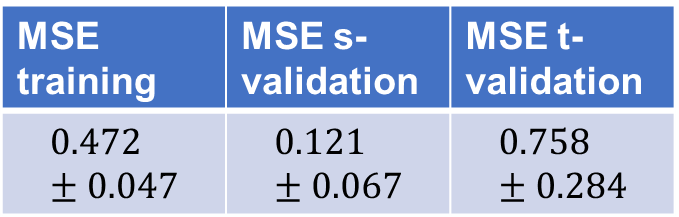 MSE training
MSE s-validation
MSE t-validation
0.472 ± 0.047
0.121 ± 0.067
0.758 ± 0.284